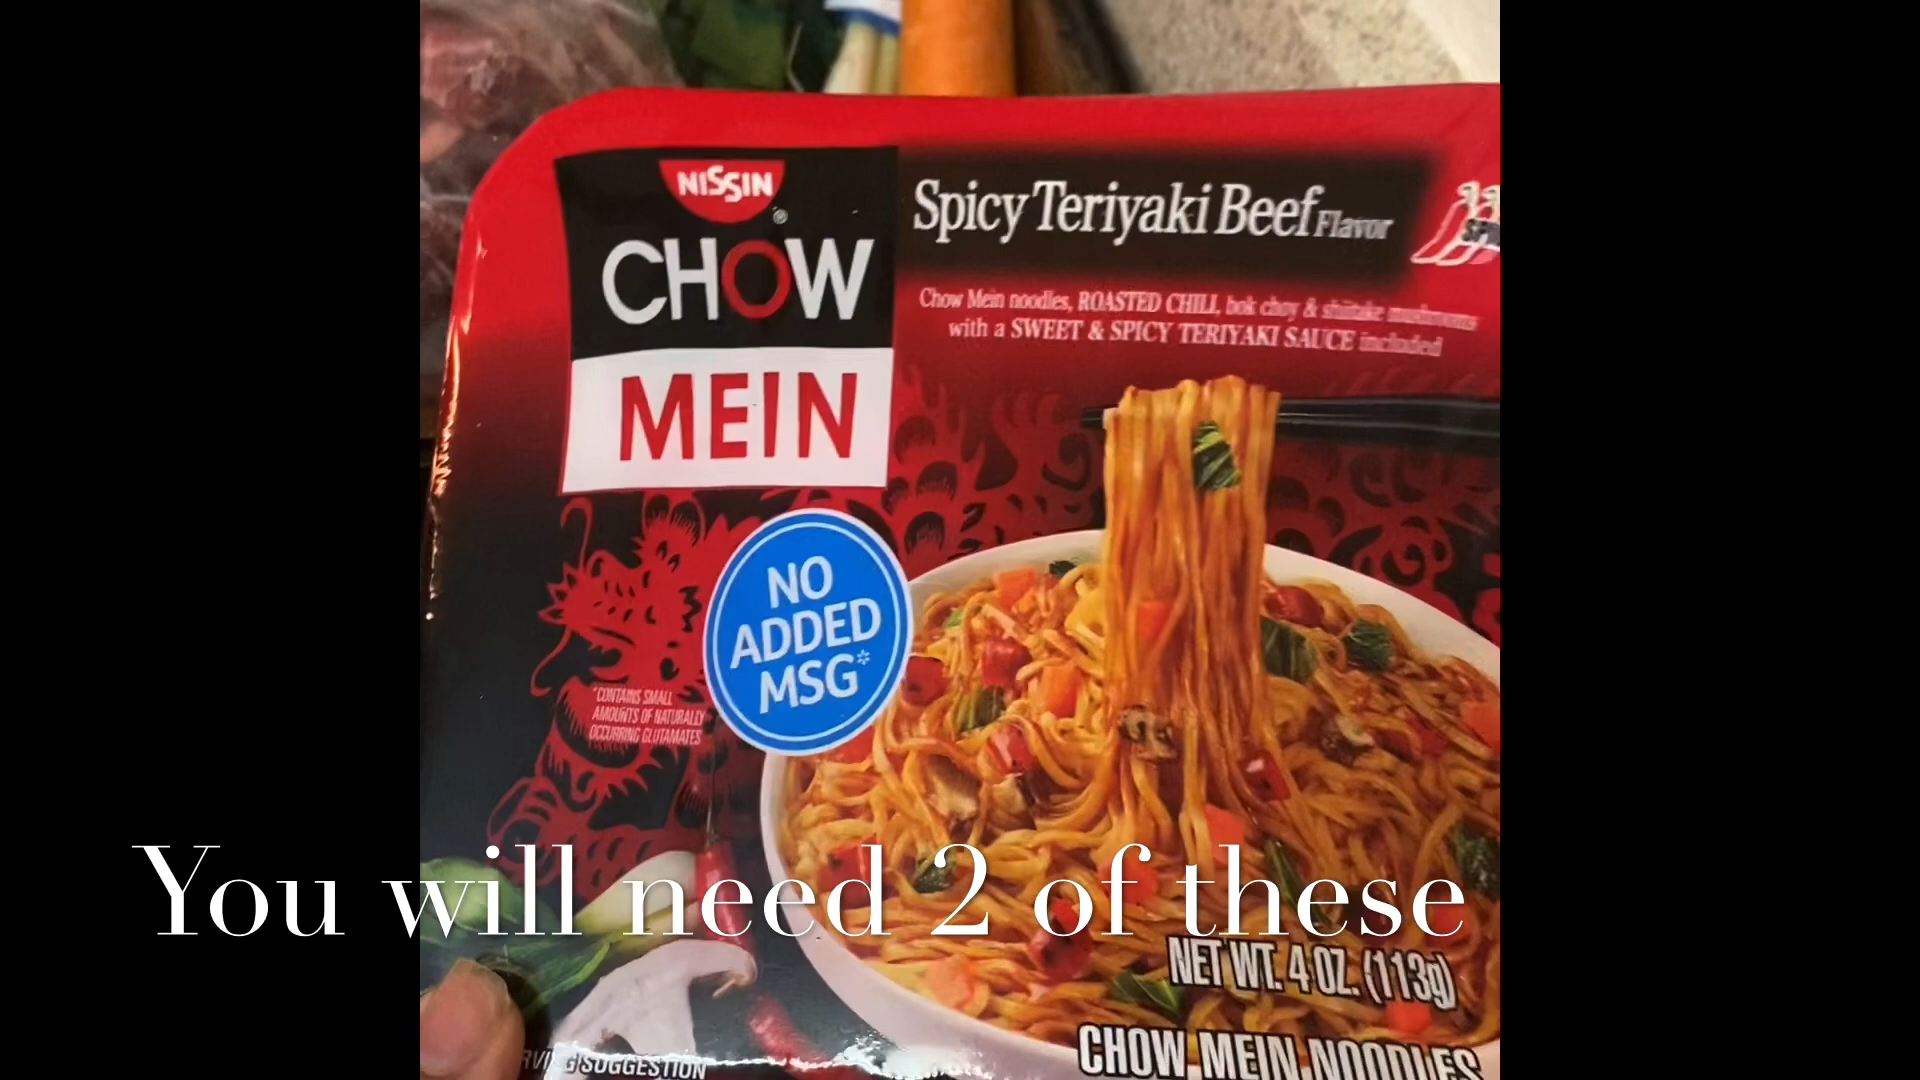 NISSIN
®
CHOW
MEIN
Spicy Teriyaki Beef Flavor
Chow Mein noodles, ROASTED CHILI, bok choy & shiitake mushrooms
with a SWEET & SPICY TERIYAKI SAUCE included
NO
ADDED
MSG*
*CONTAINS SMALL
AMOUNTS OF NATURALLY
OCCURRING GLUTAMATES
You will need 2 of these
NET WT. 4 OZ. (113g)
CHOW MEIN NOODLES
SUGGESTION